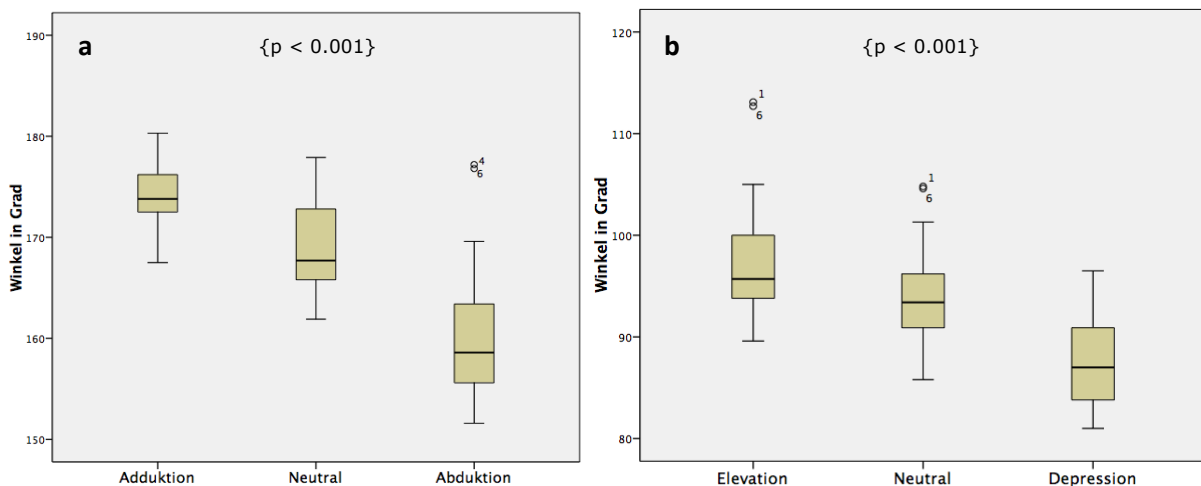 a
{p < 0.001}
Winkel in Grad
190
180
170
160
150
4
6
Adduktion
Neutral
Abduktion
b
{p < 0.001}
Winkel in Grad
120
110
100
90
80
1
6
1
6
Elevation
Neutral
Depression